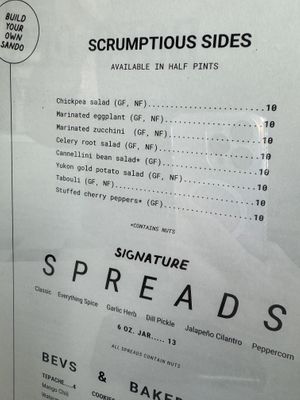 BUILD
YOUR
OWN
SANDO
SCRUMPTIOUS SIDES
AVAILABLE IN HALF PINTS
Chickpea salad (GF, NF)..............................10
Marinated eggplant (GF, NF)..........................10
Marinated zucchini (GF, NF)..........................10
Celery root salad (GF, NF)...........................10
Cannellini bean salad* (GF)..........................10
Yukon gold potato salad (GF, NF).....................10
Tabouli (GF, NF).....................................10
Stuffed cherry peppers* (GF).........................10
*CONTAINS NUTS
SIGNATURE
SPREADS
Classic Everything Spice Garlic Herb Dill Pickle Jalapeño Cilantro Peppercorn
6 OZ. JAR..... 13
ALL SPREADS CONTAIN NUTS
BEVS & BAKE
TEPACHE....4 COOKIES
Mango Chili